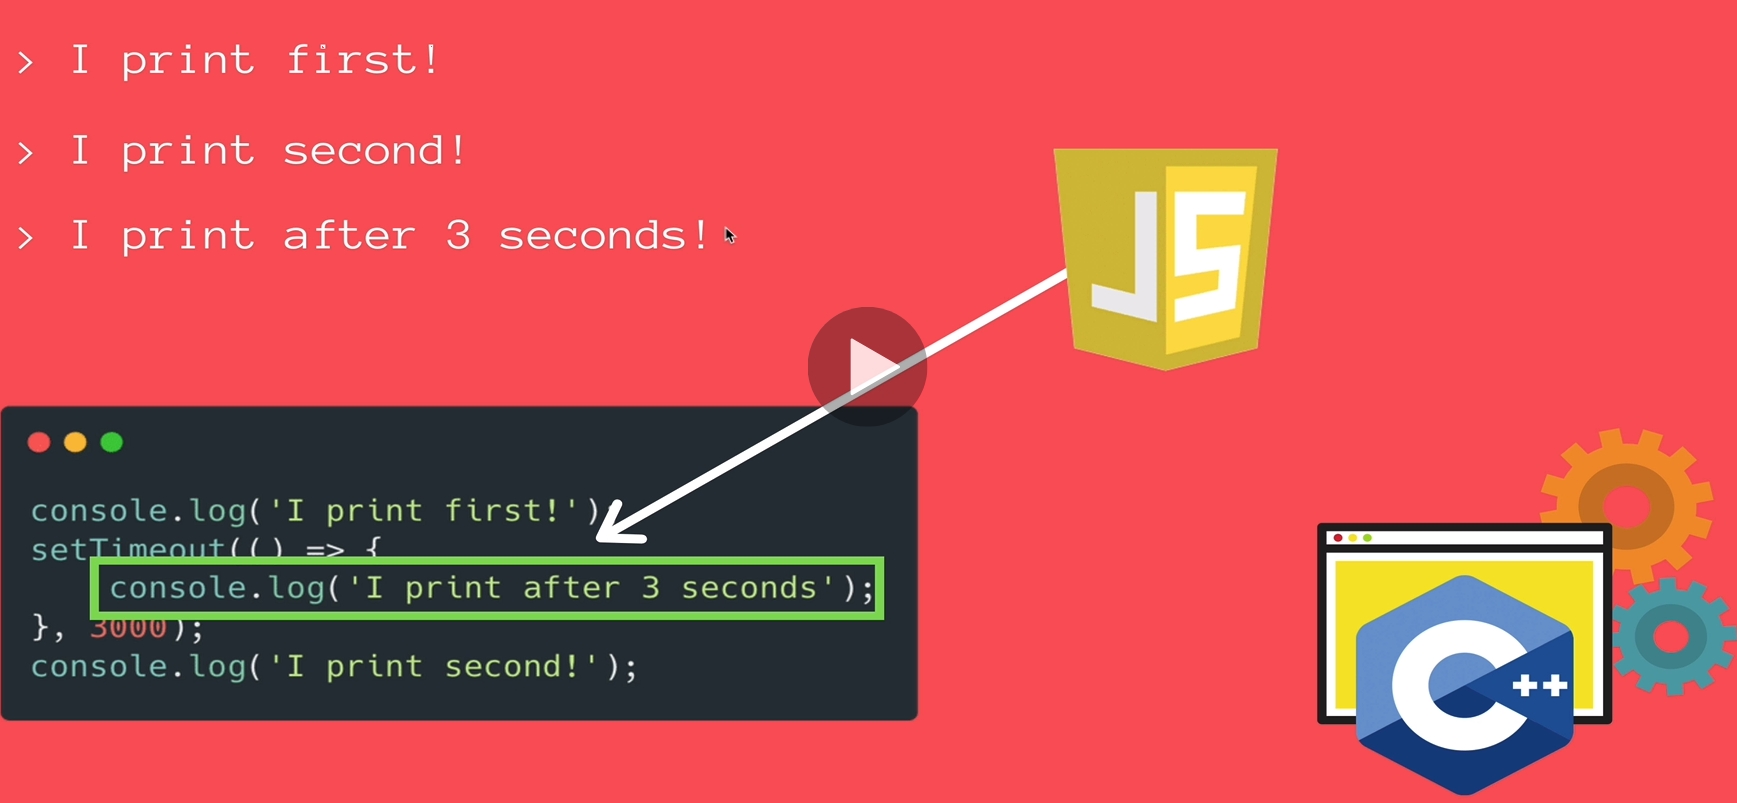 > I print first!
> I print second!
> I print after 3 seconds!
JS
console.log('I print first!');
setTimeout(() => {
console.log('I print after 3 seconds');
}, 3000);
console.log('I print second!');
C++